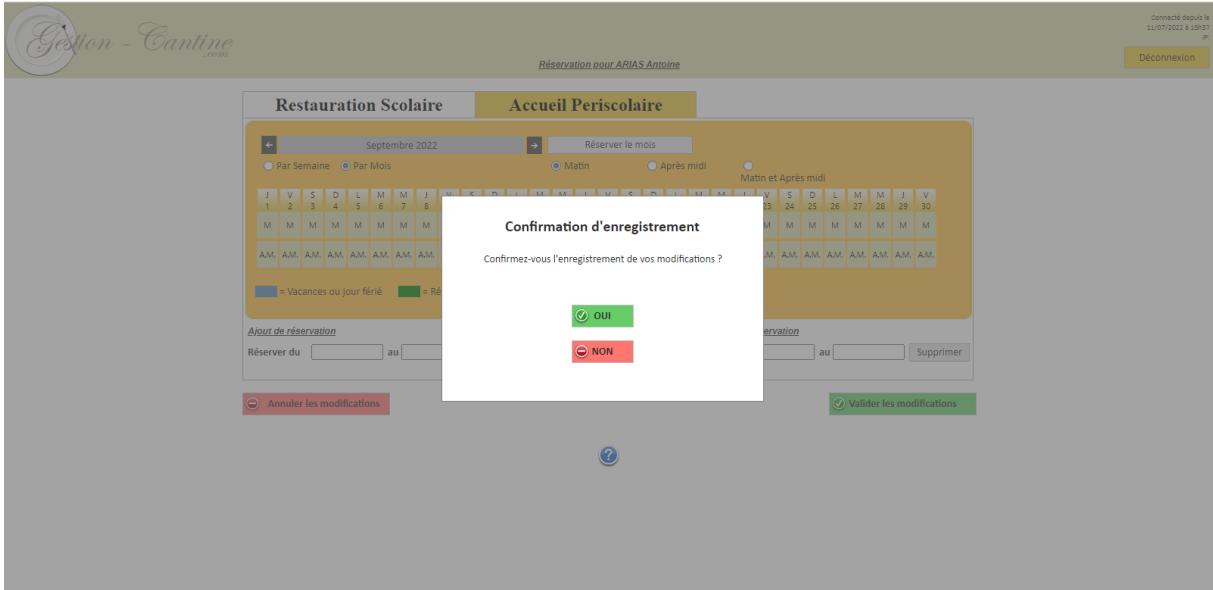 Gestion - Cantine
.com
Connecté depuis le
11/07/2022 à 15h37
IP:
Déconnexion
Réservation pour ARIAS Antoine
Restauration Scolaire Accueil Periscolaire
Septembre 2022 Réserver le mois
Par Semaine Par Mois Matin Après midi
Matin et Après midi
J V S D L M M J V S D L M M J V S D L M M J V S D L M M J V
1 2 3 4 5 6 7 8 23 24 25 26 27 28 29 30
M M M M M M M M M M M M M M M M
A.M. A.M. A.M. A.M. A.M. A.M. A.M. A.M. .M. A.M. A.M. A.M. A.M. A.M. A.M. A.M.
= Vacances ou jour férié = Ré
Confirmation d'enregistrement
Confirmez-vous l'enregistrement de vos modifications ?
OUI
NON
Ajout de réservation ervation
Réserver du au au Supprimer
Annuler les modifications Valider les modifications
?